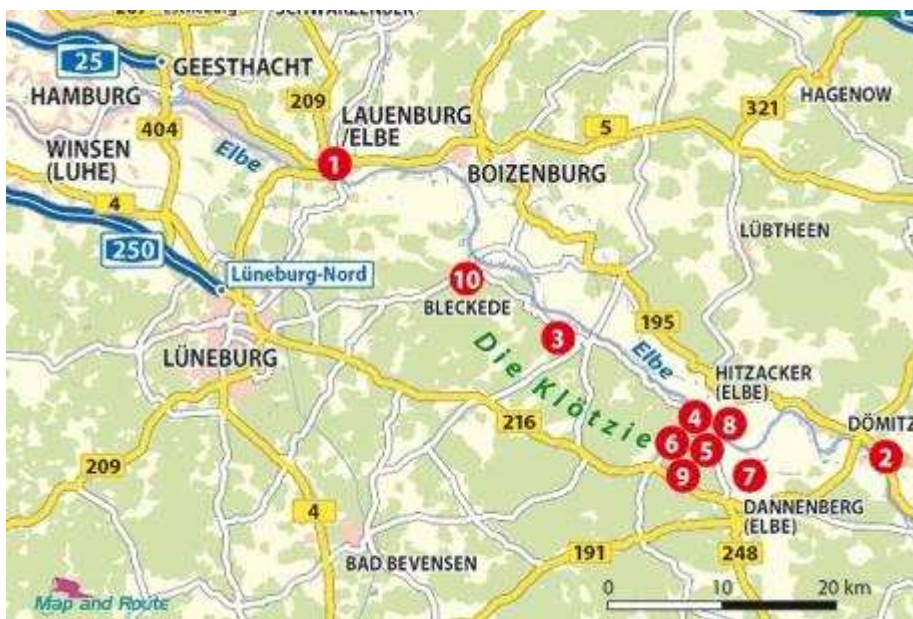 25
GEESTHACHT
HAMBURG
209
LAUENBURG
/ELBE
HAGENOW
321
5
404
WINSEN
(LUHE)
Elbe
1
BOIZENBURG
4
LÜBTHEEN
250
Lüneburg-Nord
10
BLECKEDE
195
3
LÜNEBURG
Die Klötzie
Elbe
HITZACKER
(ELBE)
4
8
DÖMITZ
216
6
5
2
209
9
7
DANNENBERG
(ELBE)
4
BAD BEVENSEN
191
248
0
10
20 km
Map and Route